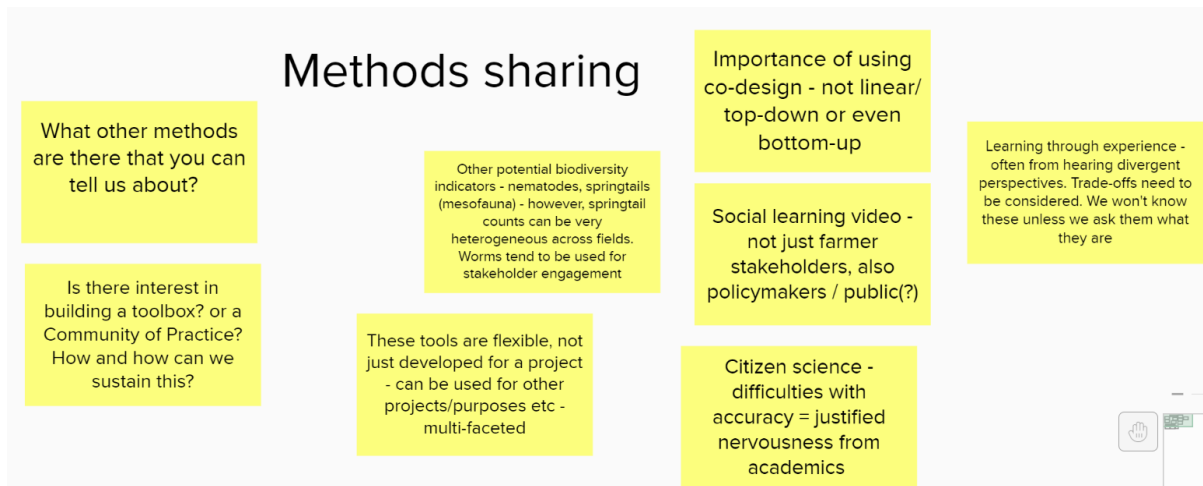 Methods sharing
What other methods
are there that you can
tell us about?
Is there interest in
building a toolbox? or a
Community of Practice?
How and how can we
sustain this?
Other potential biodiversity
indicators - nematodes, springtails
(mesofauna) - however, springtail
counts can be very
heterogeneous across fields.
Worms tend to be used for
stakeholder engagement
These tools are flexible, not
just developed for a project
- can be used for other
projects/purposes etc -
multi-faceted
Importance of using
co-design - not linear/
top-down or even
bottom-up
Social learning video -
not just farmer
stakeholders, also
policymakers / public(?)
Citizen science -
difficulties with
accuracy = justified
nervousness from
academics
Learning through experience -
often from hearing divergent
perspectives. Trade-offs need to
be considered. We won't know
these unless we ask them what
they are